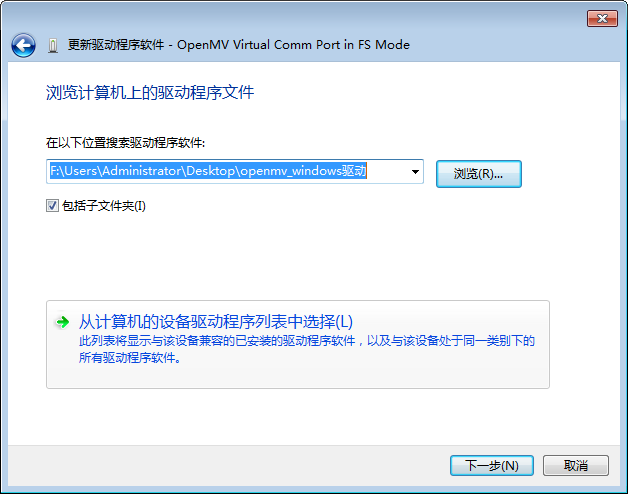 更新驱动程序软件 - OpenMV Virtual Comm Port in FS Mode
浏览计算机上的驱动程序文件
在以下位置搜索驱动程序软件:
F:\Users\Administrator\Desktop\openmv_windows驱动
浏览(R)...
包括子文件夹(I)
从计算机的设备驱动程序列表中选择(L)
此列表将显示与该设备兼容的已安装的驱动程序软件，以及与该设备处于同一类别下的
所有驱动程序软件。
下一步(N)
取消